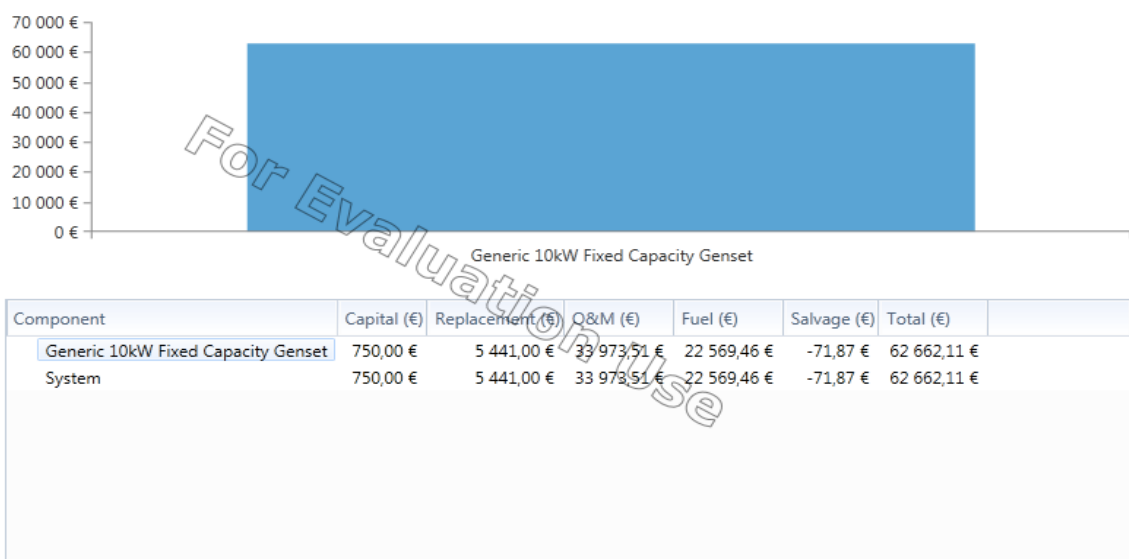 70 000 €
60 000 €
50 000 €
40 000 €
30 000 €
20 000 €
10 000 €
0 €
Generic 10kW Fixed Capacity Genset
For Evaluation Use
Component Capital (€) Replacement (€) O&M (€) Fuel (€) Salvage (€) Total (€)
Generic 10kW Fixed Capacity Genset 750,00 € 5 441,00 € 33 973,51 € 22 569,46 € -71,87 € 62 662,11 €
System 750,00 € 5 441,00 € 33 973,51 € 22 569,46 € -71,87 € 62 662,11 €